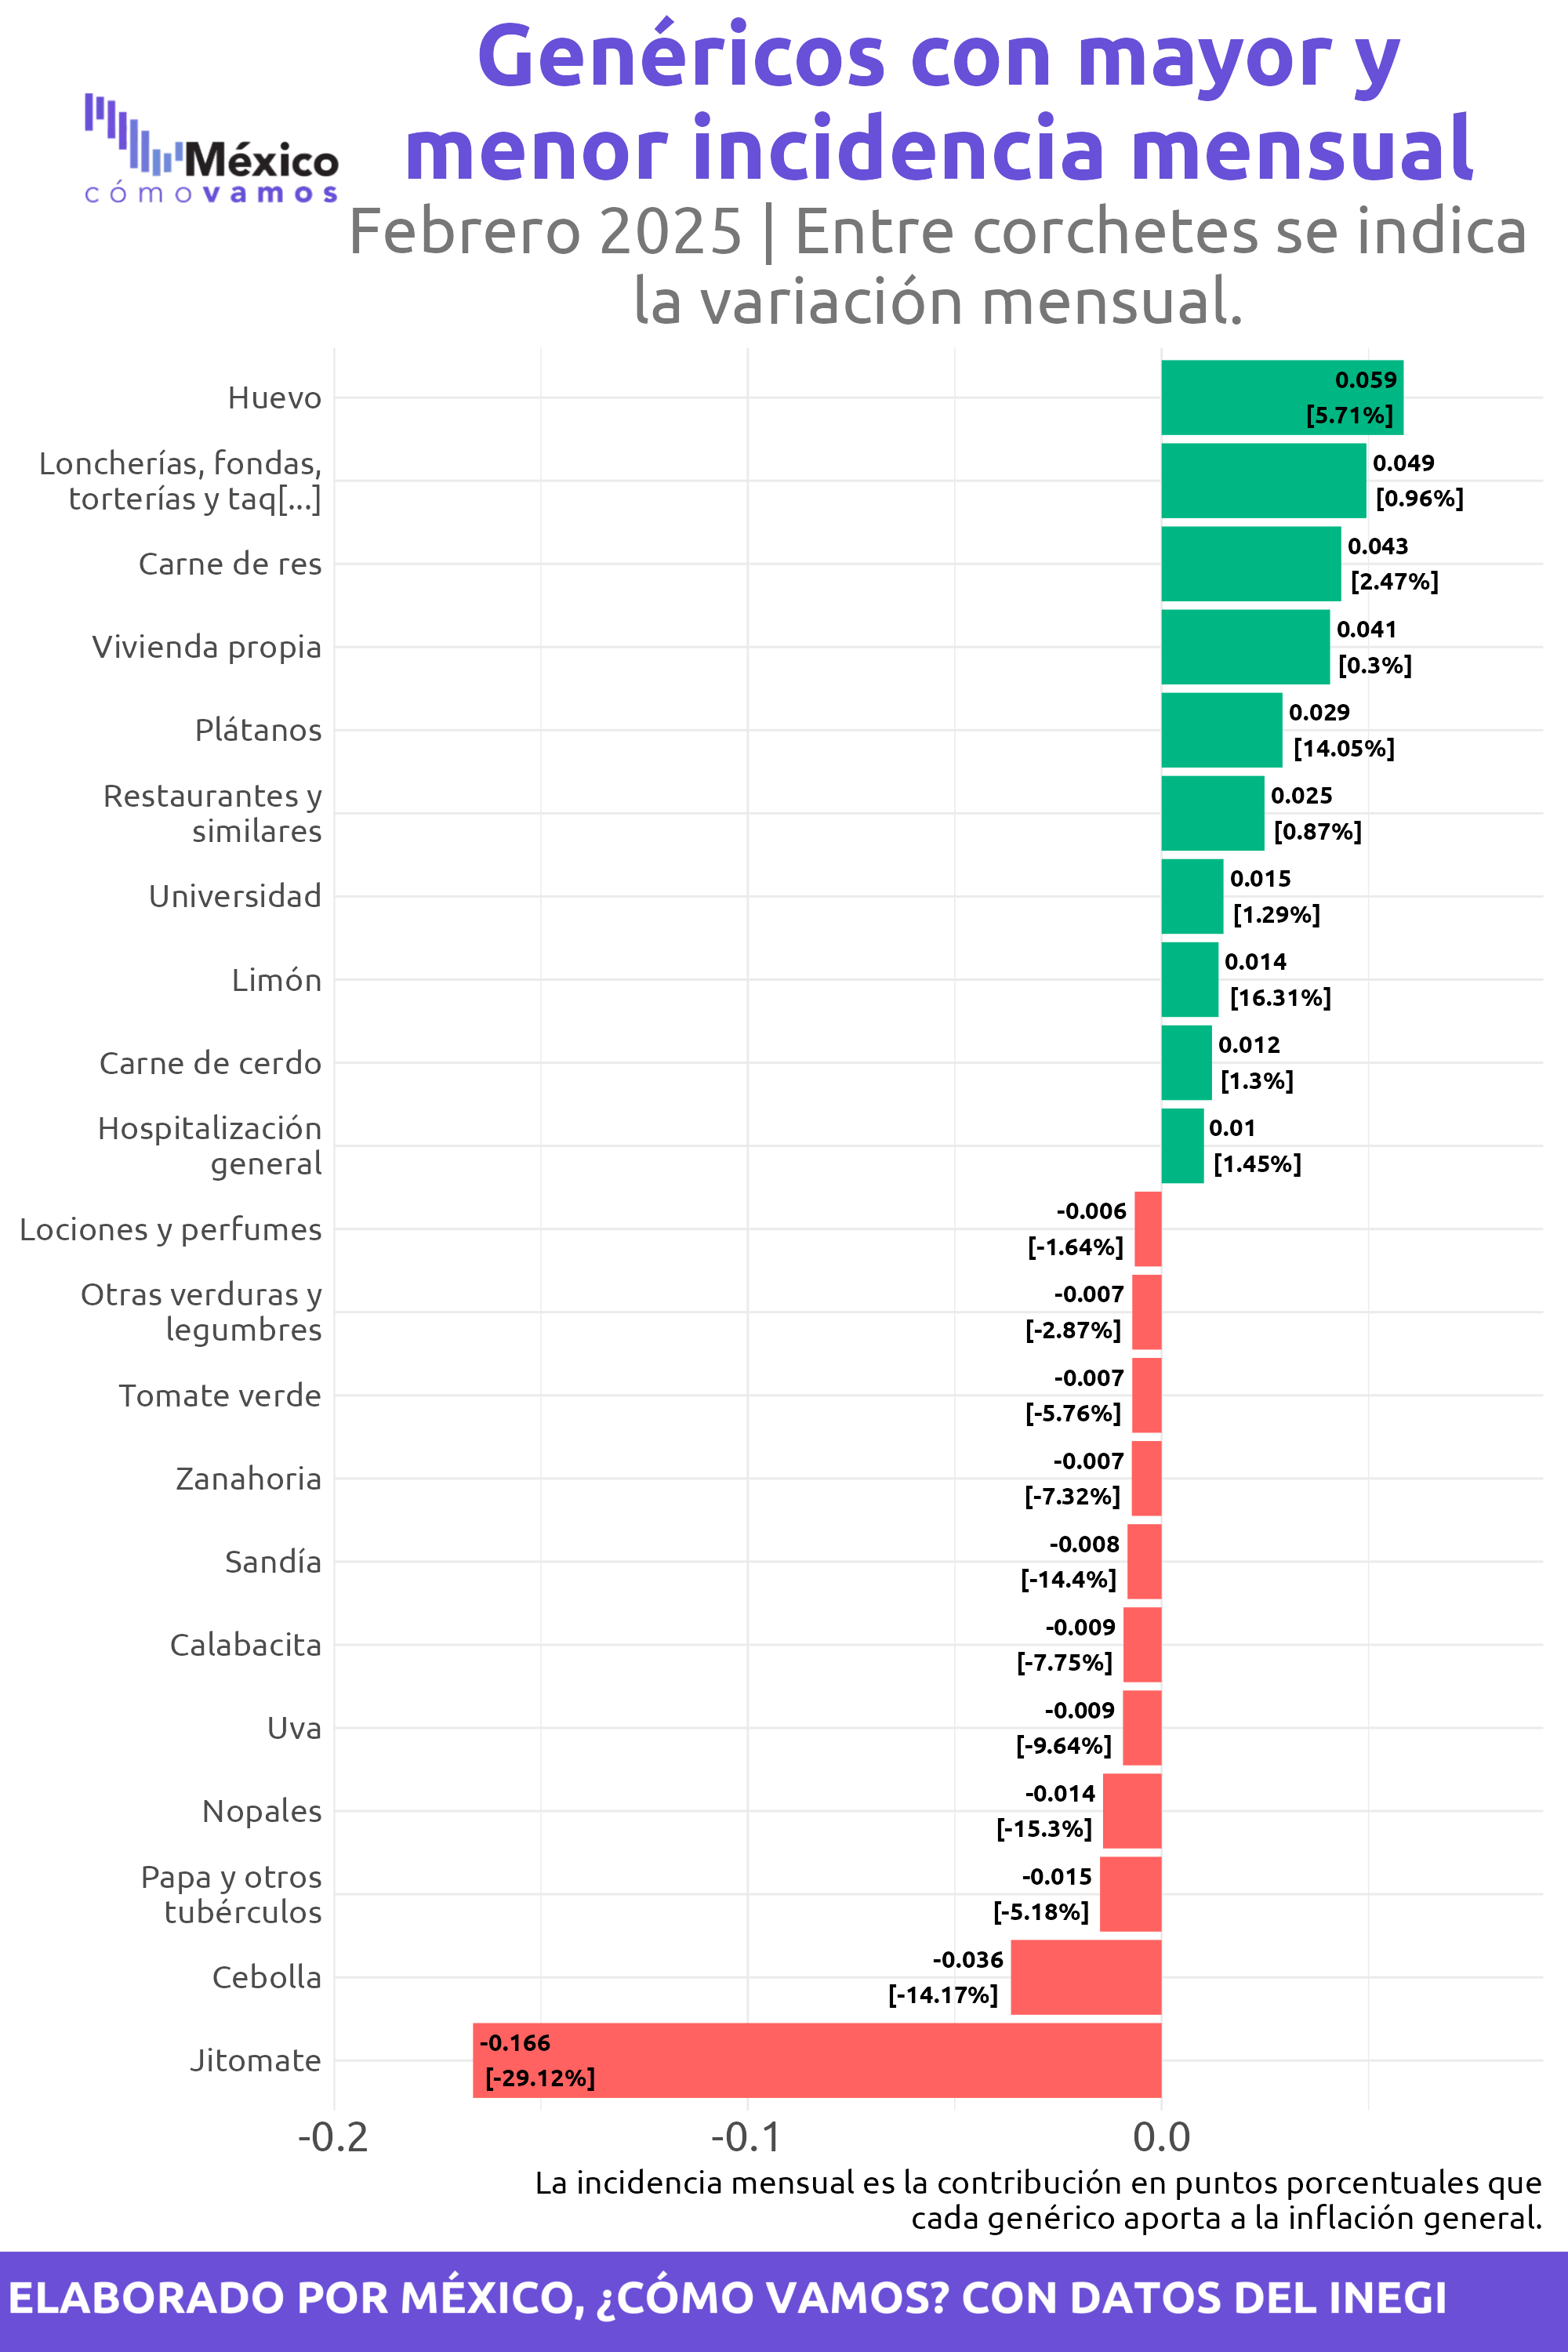 Genéricos con mayor y
menor incidencia mensual
México
cómovamos
Febrero 2025 | Entre corchetes se indica
la variación mensual.
Huevo
0.059
[5.71%]
Loncherías, fondas,
torterías y taq[...]
0.049
[0.96%]
Carne de res
0.043
[2.47%]
Vivienda propia
0.041
[0.3%]
Plátanos
0.029
[14.05%]
Restaurantes y
similares
0.025
[0.87%]
Universidad
0.015
[1.29%]
Limón
0.014
[16.31%]
Carne de cerdo
0.012
[1.3%]
Hospitalización
general
0.01
[1.45%]
Lociones y perfumes
-0.006
[-1.64%]
Otras verduras y
legumbres
-0.007
[-2.87%]
Tomate verde
-0.007
[-5.76%]
Zanahoria
-0.007
[-7.32%]
Sandía
-0.008
[-14.4%]
Calabacita
-0.009
[-7.75%]
Uva
-0.009
[-9.64%]
Nopales
-0.014
[-15.3%]
Papa y otros
tubérculos
-0.015
[-5.18%]
Cebolla
-0.036
[-14.17%]
Jitomate
-0.166
[-29.12%]
-0.2 -0.1 0.0
La incidencia mensual es la contribución en puntos porcentuales que
cada genérico aporta a la inflación general.
ELABORADO POR MÉXICO, ¿CÓMO VAMOS? CON DATOS DEL INEGI